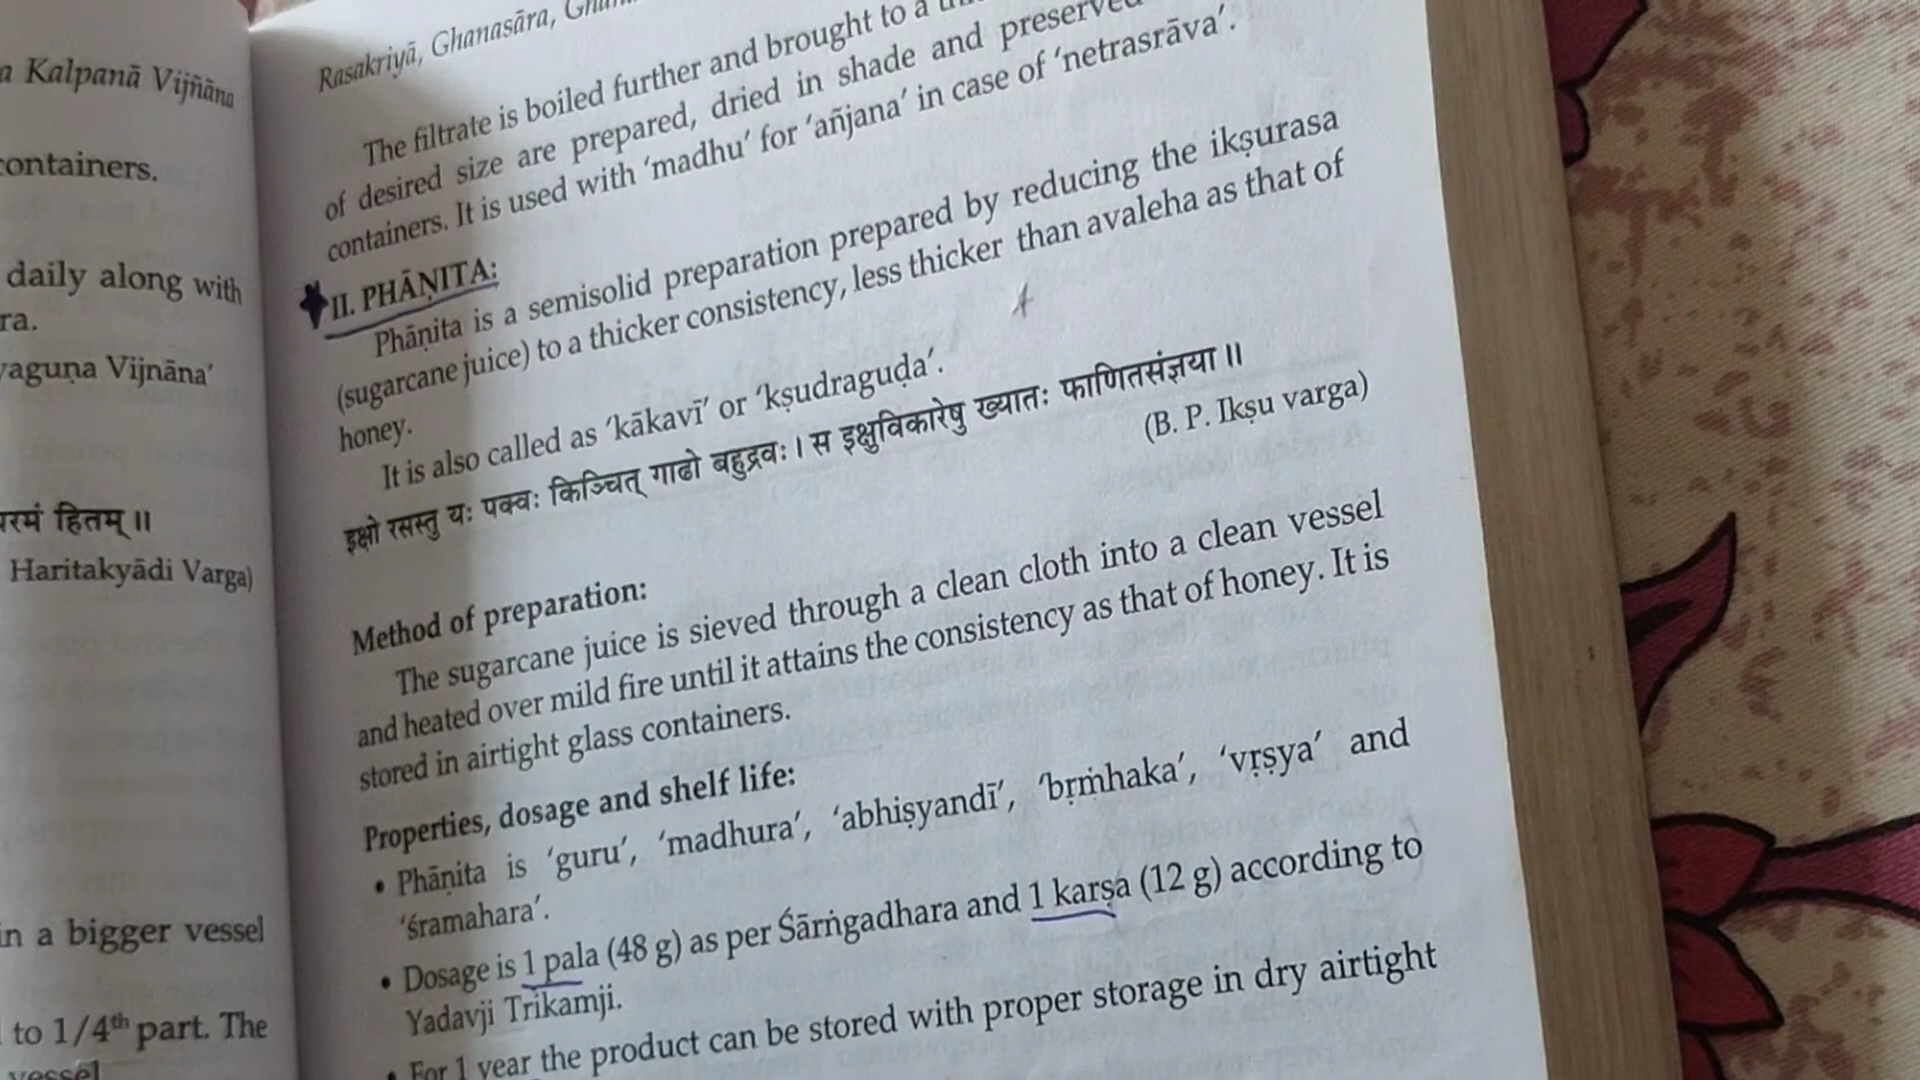 a Kalpanā Vijñāna
containers.
daily along with
ra.
Vijnāna'
परमं हितम् ॥
Haritakyādi Varga)
in a bigger vessel
to 1/4th part. The
vessel
Rasakriyā, Ghanasāra,
The filtrate is boiled further and brought to a
of desired size are prepared, dried in shade and preserved
containers. It is used with 'madhu' for 'añjana' in case of 'netrasrāva'.
II. PHĀṆITA:
Phāṇita is a semisolid preparation prepared by reducing the ikṣurasa
(sugarcane juice) to a thicker consistency, less thicker than avaleha as that of
honey.
It is also called as 'kākavī' or 'kṣudraguḍa'.
इक्षो रसस्तु यः पक्वः किञ्चित् गाढो बहुद्रवः। स इक्षुविकारेषु ख्यातः फाणितसंज्ञया ॥
(B. P. Ikṣu varga)
Method of preparation:
The sugarcane juice is sieved through a clean cloth into a clean vessel
and heated over mild fire until it attains the consistency as that of honey. It is
stored in airtight glass containers.
Properties, dosage and shelf life:
• Phāṇita is 'guru', 'madhura', 'abhiṣyandī', 'bṛṁhaka', 'vṛṣya' and
'śramahara'.
• Dosage is 1 pala (48 g) as per Śārṅgadhara and 1 karṣa (12 g) according to
Yadavji Trikamji.
• For 1 year the product can be stored with proper storage in dry airtight